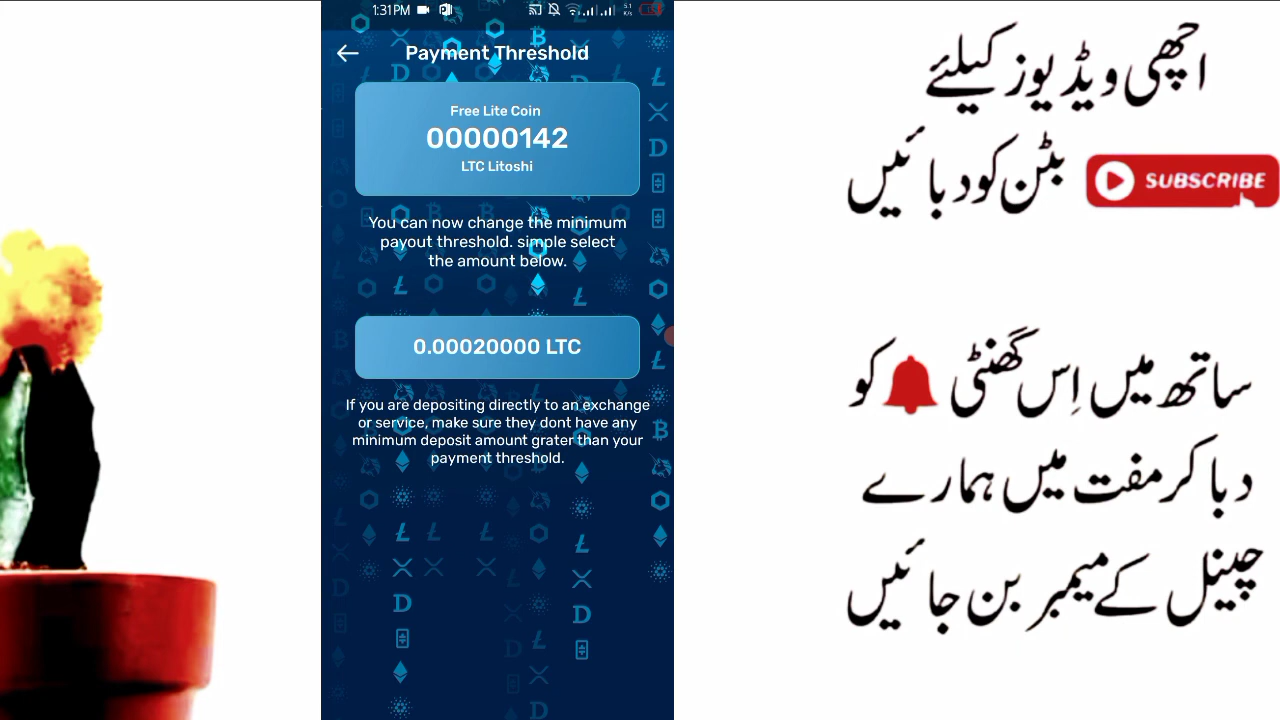 1:31PM
Payment Threshold
Free Lite Coin
00000142
LTC Litoshi
You can now change the minimum
payout threshold. simple select
the amount below.
0.00020000 LTC
If you are depositing directly to an exchange
or service, make sure they dont have any
minimum deposit amount grater than your
payment threshold.
اچھی ویڈیوز کیلئے
بٹن کو دبائیں
SUBSCRIBE
ساتھ میں اِس گھنٹی کو
دبا کر مفت میں ہمارے
چینل کے میمبر بن جائیں